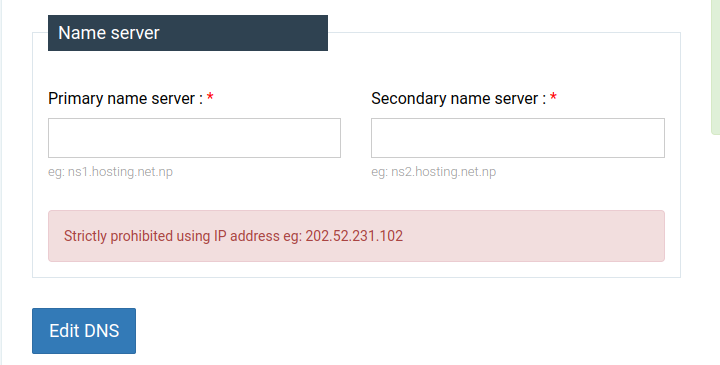 Name server
Primary name server : *
Secondary name server : *
eg: ns1.hosting.net.np
eg: ns2.hosting.net.np
Strictly prohibited using IP address eg: 202.52.231.102
Edit DNS